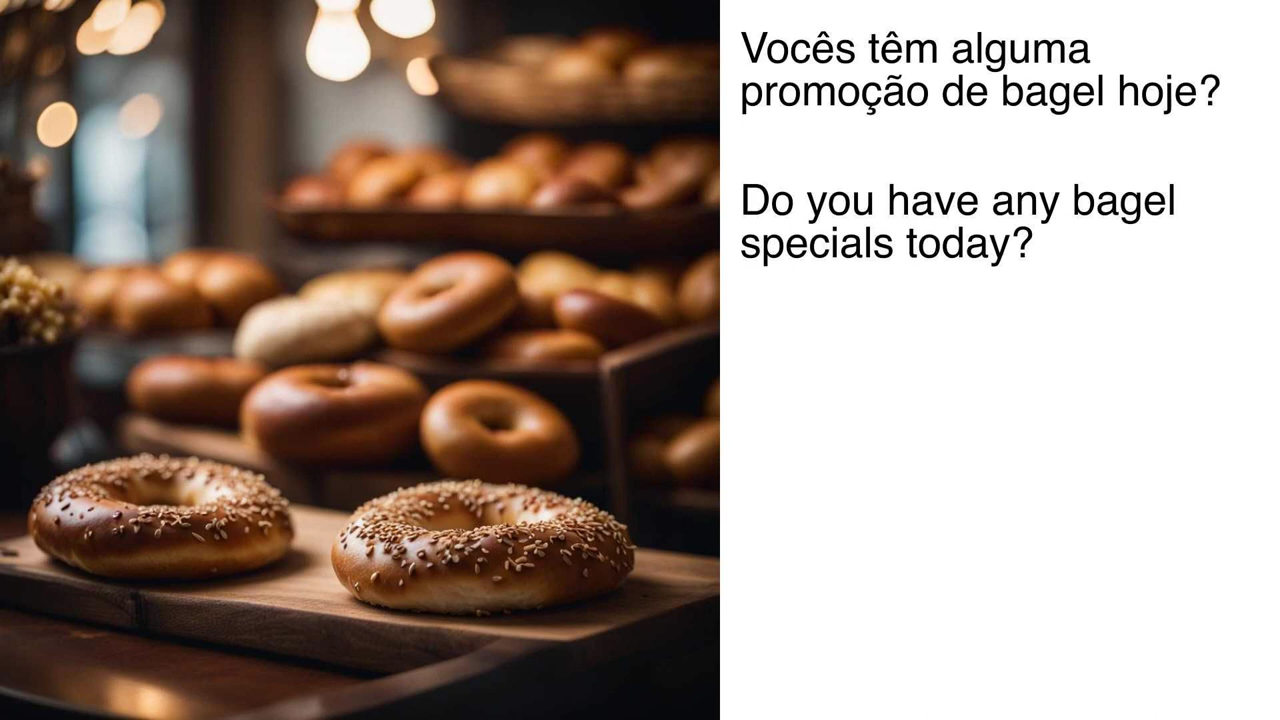 Vocês têm alguma
promoção de bagel hoje?
Do you have any bagel
specials today?